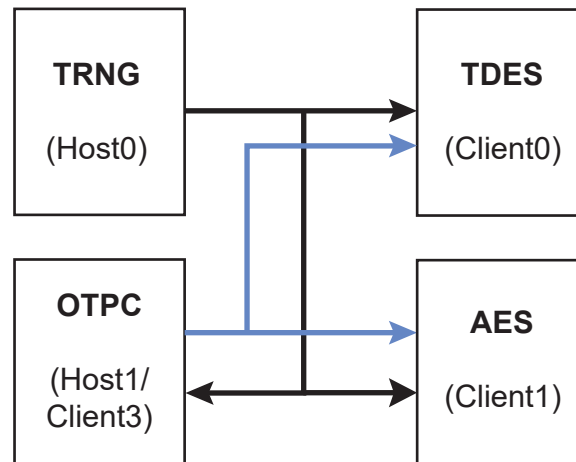 TRNG
(Host0)
TDES
(Client0)
OTPC
(Host1/
Client3)
AES
(Client1)